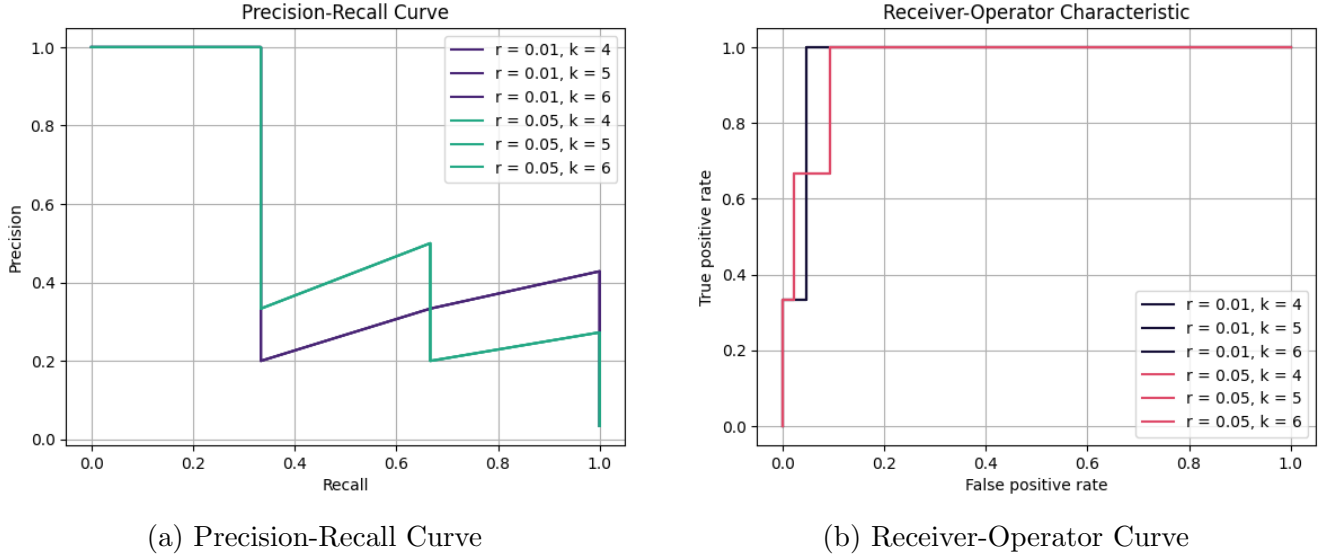 Precision-Recall Curve
1.0
0.8
0.6
0.4
0.2
0.0
Precision
r = 0.01, k = 4
r = 0.01, k = 5
r = 0.01, k = 6
r = 0.05, k = 4
r = 0.05, k = 5
r = 0.05, k = 6
0.0 0.2 0.4 0.6 0.8 1.0
Recall
(a) Precision-Recall Curve
Receiver-Operator Characteristic
1.0
0.8
0.6
0.4
0.2
0.0
True positive rate
r = 0.01, k = 4
r = 0.01, k = 5
r = 0.01, k = 6
r = 0.05, k = 4
r = 0.05, k = 5
r = 0.05, k = 6
0.0 0.2 0.4 0.6 0.8 1.0
False positive rate
(b) Receiver-Operator Curve